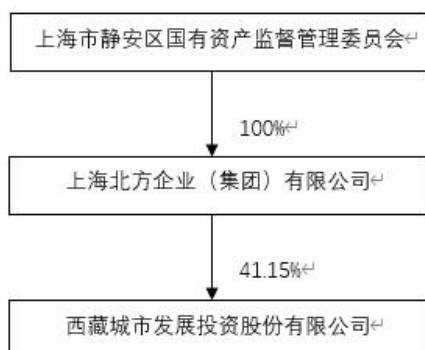 上海市静安区国有资产监督管理委员会
100%
上海北方企业（集团）有限公司
41.15%
西藏城市发展投资股份有限公司